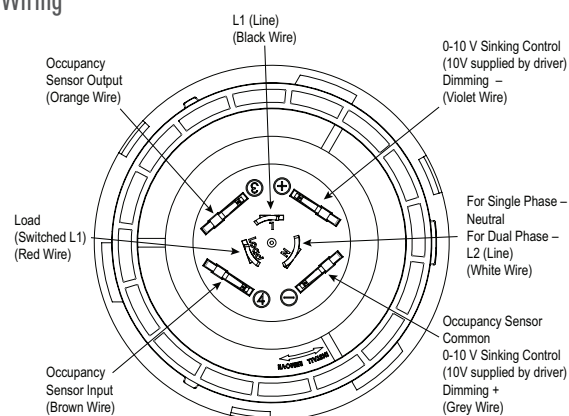 Wiring
L1 (Line)
(Black Wire)
0-10 V Sinking Control
(10V supplied by driver)
Dimming –
(Violet Wire)
Occupancy
Sensor Output
(Orange Wire)
3
+
L
Load
(Switched L1)
(Red Wire)
LOAD
N
For Single Phase –
Neutral
For Dual Phase –
L2 (Line)
(White Wire)
4
–
INSTALL REMOVE
Occupancy
Sensor Input
(Brown Wire)
Occupancy Sensor
Common
0-10 V Sinking Control
(10V supplied by driver)
Dimming +
(Grey Wire)